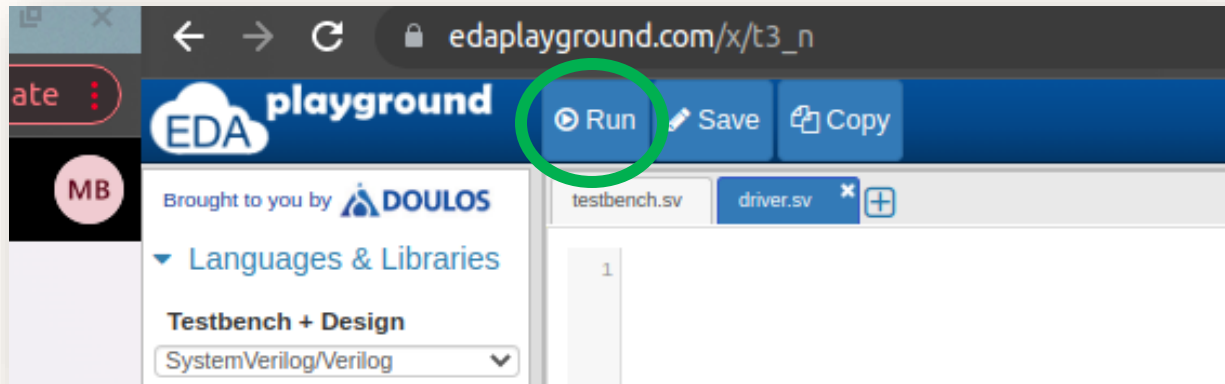 edaplayground.com/x/t3_n
ate
EDA playground
Run Save Copy
MB
Brought to you by DOULOS
testbench.sv driver.sv
Languages & Libraries
1
Testbench + Design
SystemVerilog/Verilog